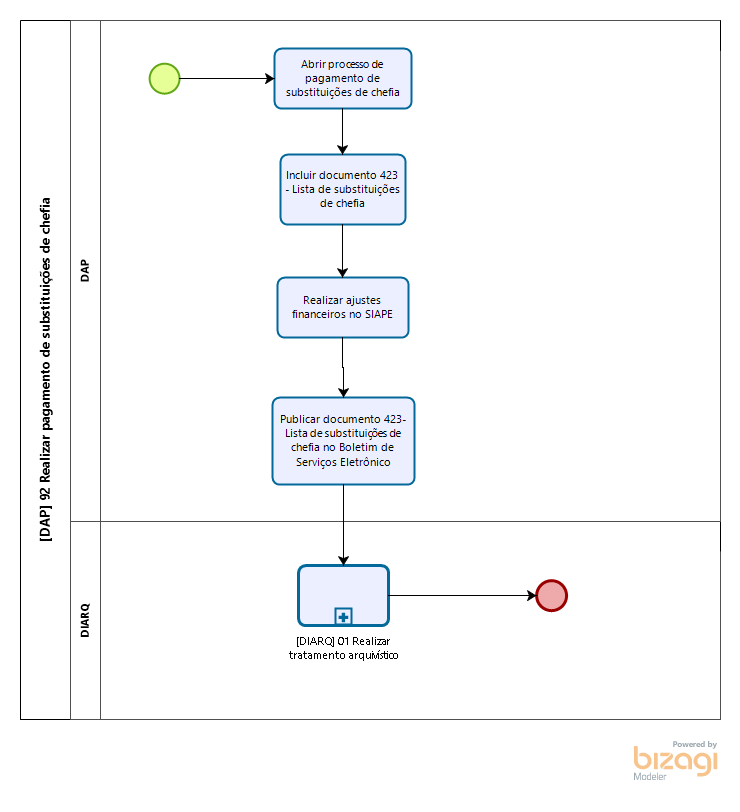 [DAP] 92 Realizar pagamento de substituições de chefia
DAP
Abrir processo de
pagamento de
substituições de chefia
Incluir documento 423
- Lista de substituições
de chefia
Realizar ajustes
financeiros no SIAPE
Publicar documento 423-
Lista de substituições de
chefia no Boletim de
Serviços Eletrônico
DIARQ
[DIARQ] 01 Realizar
tratamento arquivístico
Powered by
bizagi
Modeler